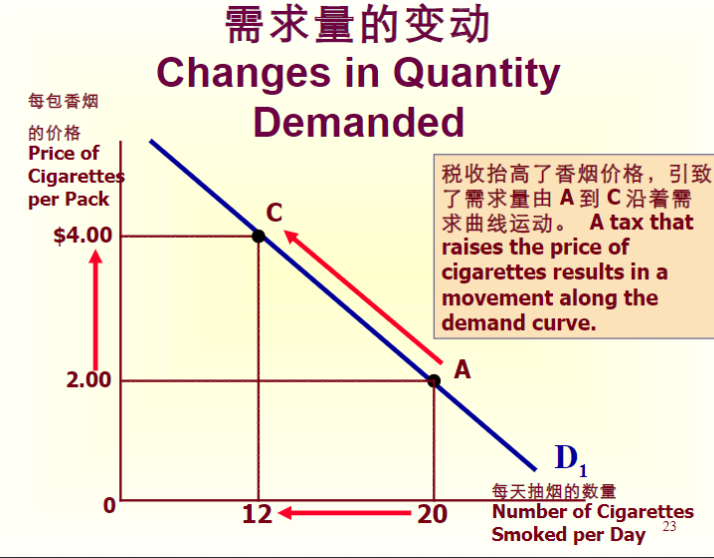 需求量的变动
Changes in Quantity
Demanded
每包香烟
的价格
Price of
Cigarettes
per Pack
税收抬高了香烟价格，引致
了需求量由 A 到 C 沿着需
求曲线运动。 A tax that
raises the price of
cigarettes results in a
movement along the
demand curve.
C
$4.00
A
2.00
D1
0
12
20
每天抽烟的数量
Number of Cigarettes
Smoked per Day
23